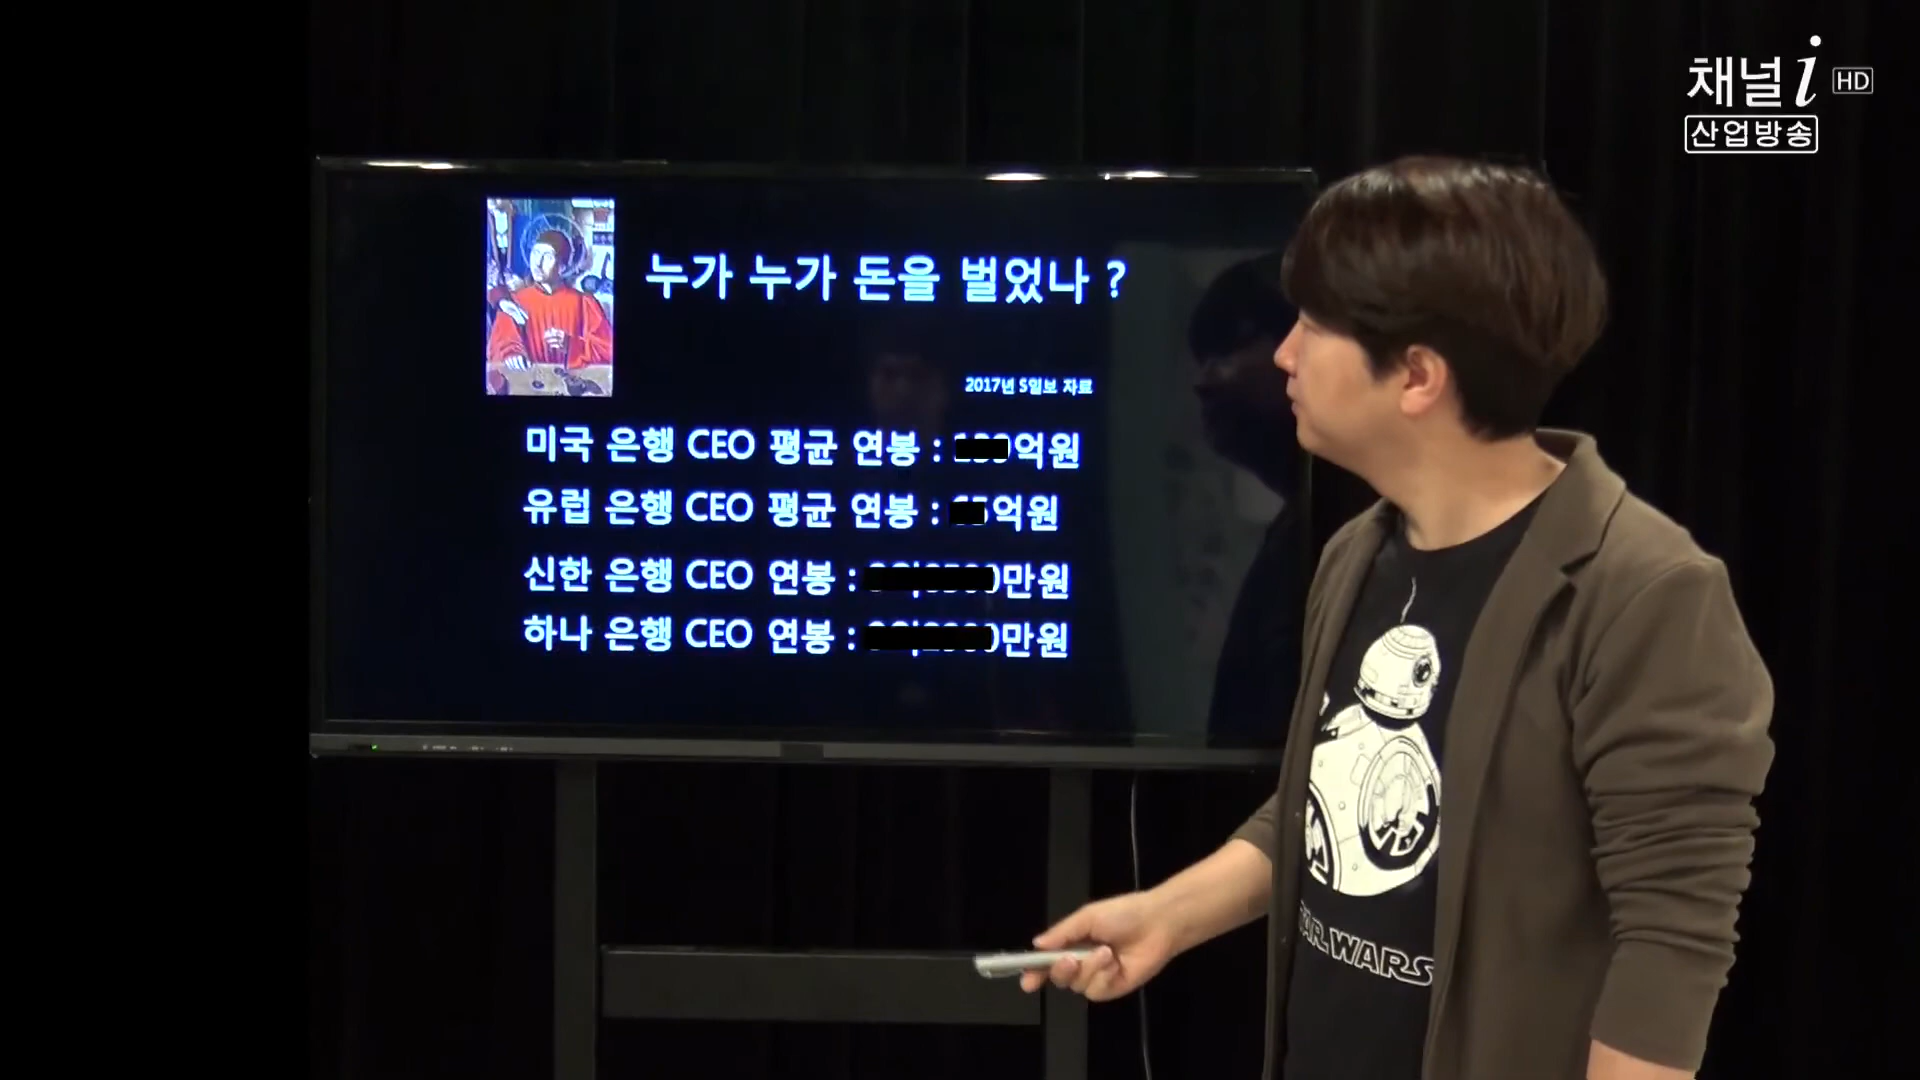 채널i HD
산업방송
누가 누가 돈을 벌었나 ?
2017년 S일보 자료
미국 은행 CEO 평균 연봉 : 억원
유럽 은행 CEO 평균 연봉 : 억원
신한 은행 CEO 연봉 : 만원
하나 은행 CEO 연봉 : 만원
WARS